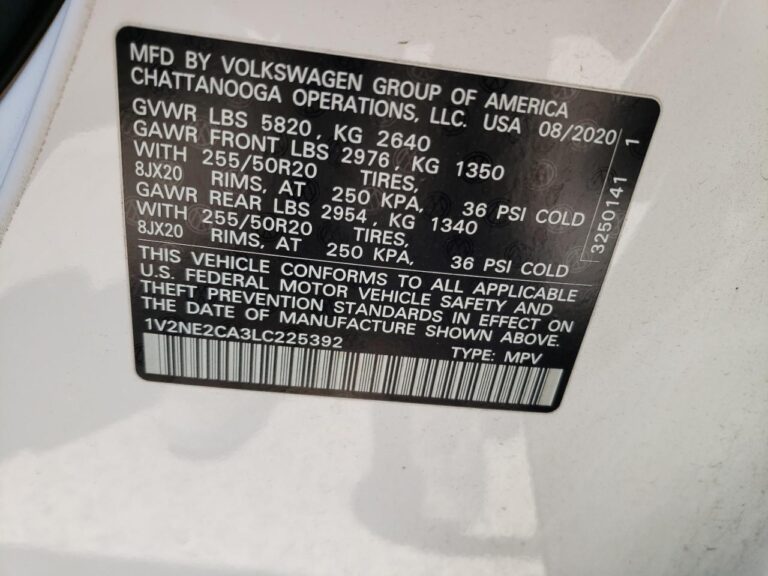 MFD BY VOLKSWAGEN GROUP OF AMERICA
CHATTANOOGA OPERATIONS, LLC. USA 08/2020
GVWR LBS 5820, KG 2640
GAWR FRONT LBS 2976, KG 1350
WITH 255/50R20 TIRES,
8JX20 RIMS, AT 250 KPA, 36 PSI COLD
GAWR REAR LBS 2954, KG 1340
WITH 255/50R20 TIRES,
8JX20 RIMS, AT 250 KPA, 36 PSI COLD
3250141 1
THIS VEHICLE CONFORMS TO ALL APPLICABLE
U.S. FEDERAL MOTOR VEHICLE SAFETY AND
THEFT PREVENTION STANDARDS IN EFFECT ON
THE DATE OF MANUFACTURE SHOWN ABOVE.
1V2NE2CA3LC225392 TYPE: MPV